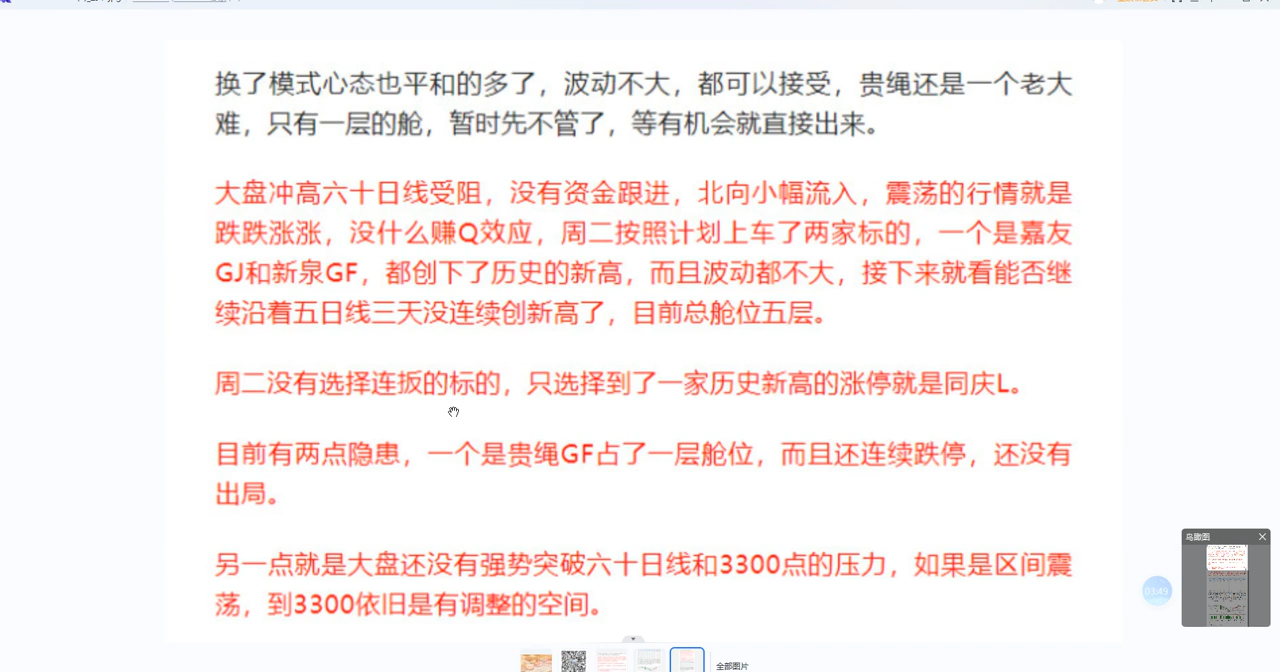 换了模式心态也平和的多了，波动不大，都可以接受，贵绳还是一个老大
难，只有一层的舱，暂时先不管了，等有机会就直接出来。
大盘冲高六十日线受阻，没有资金跟进，北向小幅流入，震荡的行情就是
跌跌涨涨，没什么赚Q效应，周二按照计划上车了两家标的，一个是嘉友
GJ和新泉GF，都创下了历史的新高，而且波动都不大，接下来就看能否继
续沿着五日线三天没连续创新高了，目前总舱位五层。
周二没有选择连扳的标的，只选择到了一家历史新高的涨停就是同庆L。
目前有两点隐患，一个是贵绳GF占了一层舱位，而且还连续跌停，还没有
出局。
另一点就是大盘还没有强势突破六十日线和3300点的压力，如果是区间震
荡，到3300依旧是有调整的空间。
鸟瞰图
03:49
全部图片